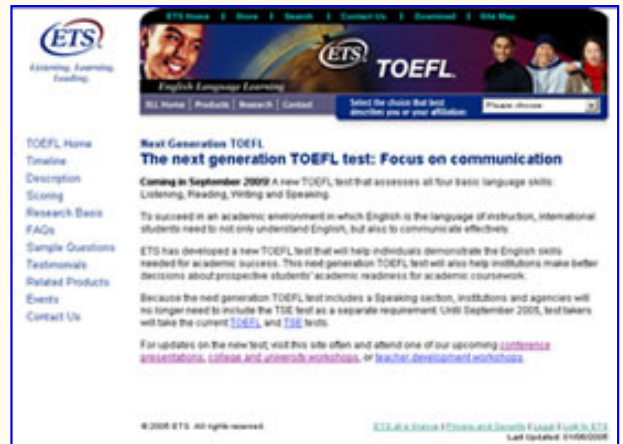 ETS Home | Store | Search | Contact Us | Download | Site Map
ETS
Listening. Learning.
Leading.
ETS TOEFL
English Language Learning
ELL Home | Products | Research | Contact
Select the choice that best
describes you or your affiliation:
Please choose
TOEFL Home
Timeline
Description
Scoring
Research Basis
FAQs
Sample Questions
Testimonials
Related Products
Events
Contact Us
Next Generation TOEFL
The next generation TOEFL test: Focus on communication
Coming in September 2005! A new TOEFL test that assesses all four basic language skills:
Listening, Reading, Writing and Speaking.
To succeed in an academic environment in which English is the language of instruction, international
students need to not only understand English, but also to communicate effectively.
ETS has developed a new TOEFL test that will help individuals demonstrate the English skills
needed for academic success. This next generation TOEFL test will also help institutions make better
decisions about prospective students' academic readiness for academic coursework.
Because the next generation TOEFL test includes a Speaking section, institutions and agencies will
no longer need to include the TSE test as a separate requirement. Until September 2005, test takers
will take the current TOEFL and TSE tests.
For updates on the new test, visit this site often and attend one of our upcoming conference
presentations, college and university workshops, or teacher development workshops.
© 2005 ETS. All rights reserved.
ETS at a Glance | Privacy and Security | Legal | Link to ETS
Last Updated: 01/06/2005